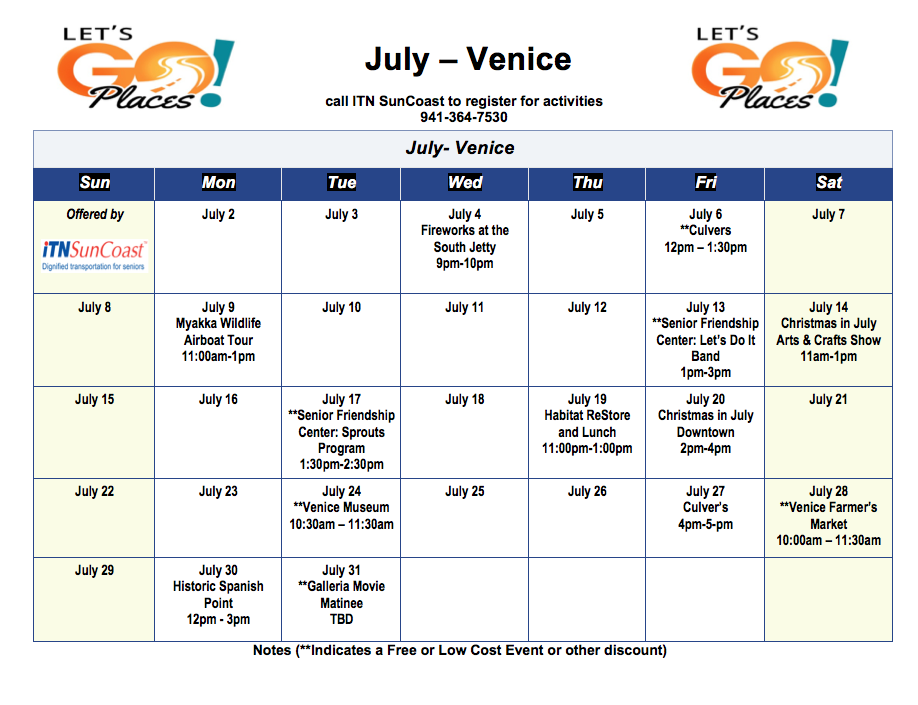 LET'S
GO!
Places
July – Venice
call ITN SunCoast to register for activities
941-364-7530
LET'S
GO!
Places
July- Venice
Sun Mon Tue Wed Thu Fri Sat
Offered by
iTNSunCoast™
Dignified transportation for seniors
July 2
July 3
July 4
Fireworks at the
South Jetty
9pm-10pm
July 5
July 6
**Culvers
12pm – 1:30pm
July 7
July 8
July 9
Myakka Wildlife
Airboat Tour
11:00am-1pm
July 10
July 11
July 12
July 13
**Senior Friendship
Center: Let's Do It
Band
1pm-3pm
July 14
Christmas in July
Arts & Crafts Show
11am-1pm
July 15
July 16
July 17
**Senior Friendship
Center: Sprouts
Program
1:30pm-2:30pm
July 18
July 19
Habitat ReStore
and Lunch
11:00pm-1:00pm
July 20
Christmas in July
Downtown
2pm-4pm
July 21
July 22
July 23
July 24
**Venice Museum
10:30am – 11:30am
July 25
July 26
July 27
Culver's
4pm-5-pm
July 28
**Venice Farmer's
Market
10:00am – 11:30am
July 29
July 30
Historic Spanish
Point
12pm - 3pm
July 31
**Galleria Movie
Matinee
TBD
Notes (**Indicates a Free or Low Cost Event or other discount)